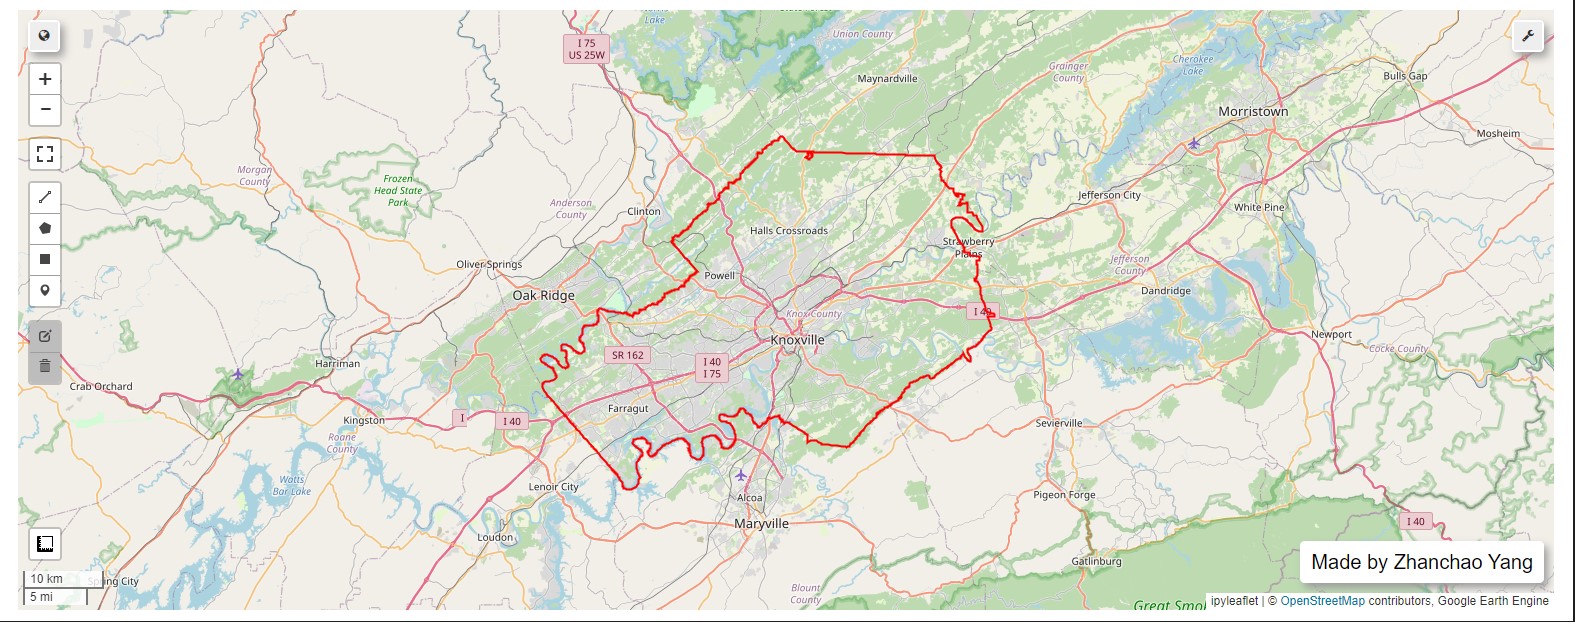 Lake
State Forest
I 75
US 25W
Union County
Maynardville
Grainger
County
Cherokee
Lake
Bulls Gap
Morristown
Mosheim
+
−
Morgan
County
Frozen
Head State
Park
Anderson
County
Clinton
Jefferson City
White Pine
Halls Crossroads
Strawberry
Plains
Oliver Springs
Powell
Jefferson
County
Oak Ridge
Dandridge
Knox County
I 40
Knoxville
Newport
Cocke County
SR 162
I 40
I 75
Harriman
Crab Orchard
Farragut
Kingston
I
I 40
Sevierville
Roane
County
Watts
Bar Lake
Lenoir City
Alcoa
Pigeon Forge
Maryville
I 40
Loudon
Gatlinburg
Made by Zhanchao Yang
10 km
Spring City
5 mi
Blount
County
Great Smo
ipyleaflet | © OpenStreetMap contributors, Google Earth Engine